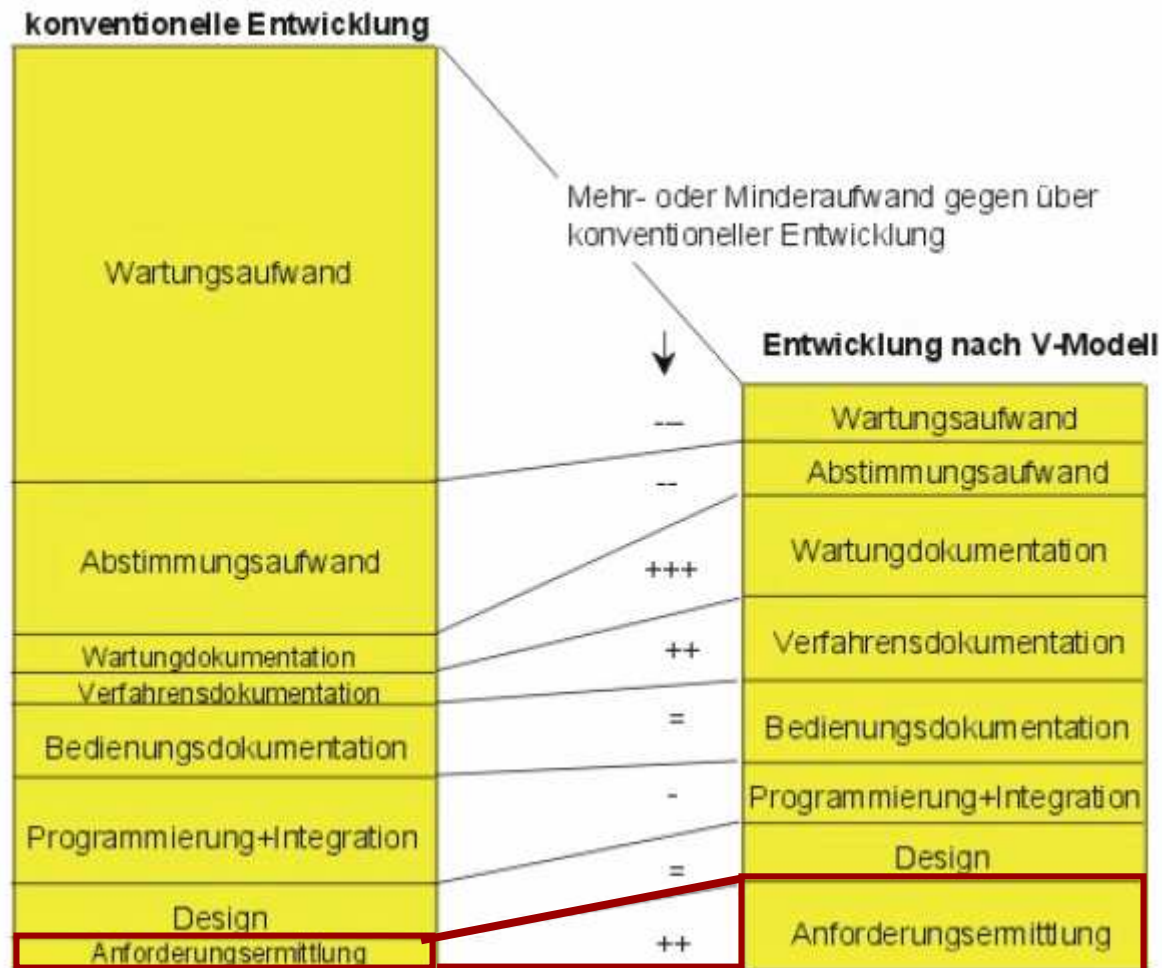 konventionelle Entwicklung
Wartungsaufwand
Abstimmungsaufwand
Wartungdokumentation
Verfahrensdokumentation
Bedienungsdokumentation
Programmierung+Integration
Design
Anforderungsermittlung
Mehr- oder Minderaufwand gegen über
konventioneller Entwicklung
---
--
+++
++
=
-
=
++
Entwicklung nach V-Modell
Wartungsaufwand
Abstimmungsaufwand
Wartungdokumentation
Verfahrensdokumentation
Bedienungsdokumentation
Programmierung+Integration
Design
Anforderungsermittlung